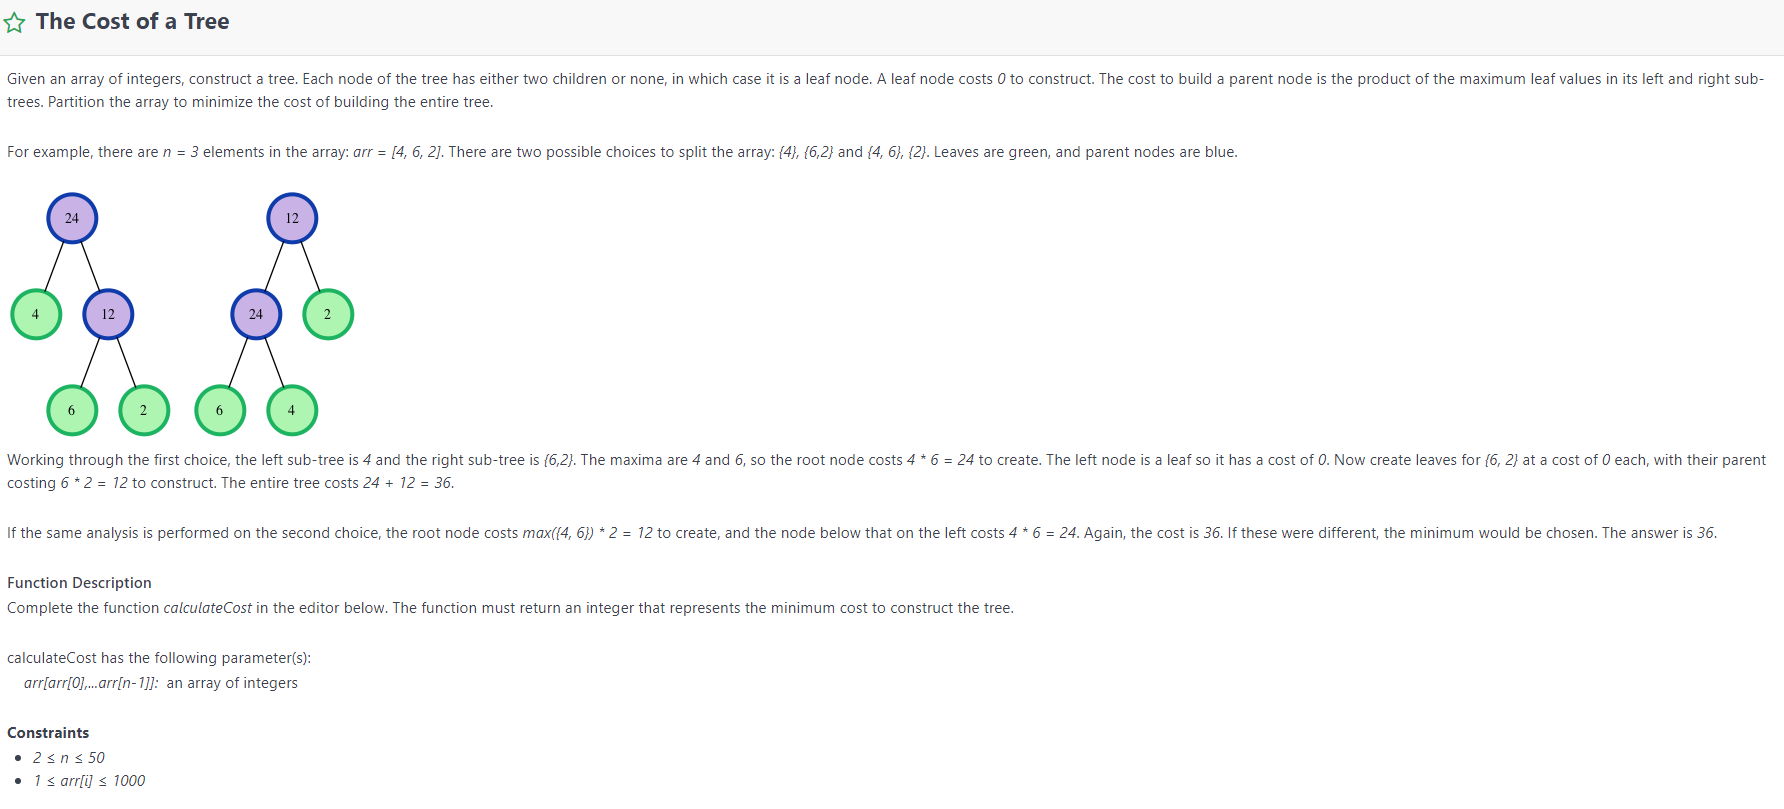 The Cost of a Tree
Given an array of integers, construct a tree. Each node of the tree has either two children or none, in which case it is a leaf node. A leaf node costs 0 to construct. The cost to build a parent node is the product of the maximum leaf values in its left and right sub-
trees. Partition the array to minimize the cost of building the entire tree.
For example, there are n = 3 elements in the array: arr = [4, 6, 2]. There are two possible choices to split the array: {4}, {6,2} and {4, 6}, {2}. Leaves are green, and parent nodes are blue.
24 12
4 12 24 2
6 2 6 4
Working through the first choice, the left sub-tree is 4 and the right sub-tree is {6,2}. The maxima are 4 and 6, so the root node costs 4 * 6 = 24 to create. The left node is a leaf so it has a cost of 0. Now create leaves for {6, 2} at a cost of 0 each, with their parent
costing 6 * 2 = 12 to construct. The entire tree costs 24 + 12 = 36.
If the same analysis is performed on the second choice, the root node costs max({4, 6}) * 2 = 12 to create, and the node below that on the left costs 4 * 6 = 24. Again, the cost is 36. If these were different, the minimum would be chosen. The answer is 36.
Function Description
Complete the function calculateCost in the editor below. The function must return an integer that represents the minimum cost to construct the tree.
calculateCost has the following parameter(s):
arr[arr[0],...arr[n-1]]: an array of integers
Constraints
• 2 ≤ n ≤ 50
• 1 ≤ arr[i] ≤ 1000